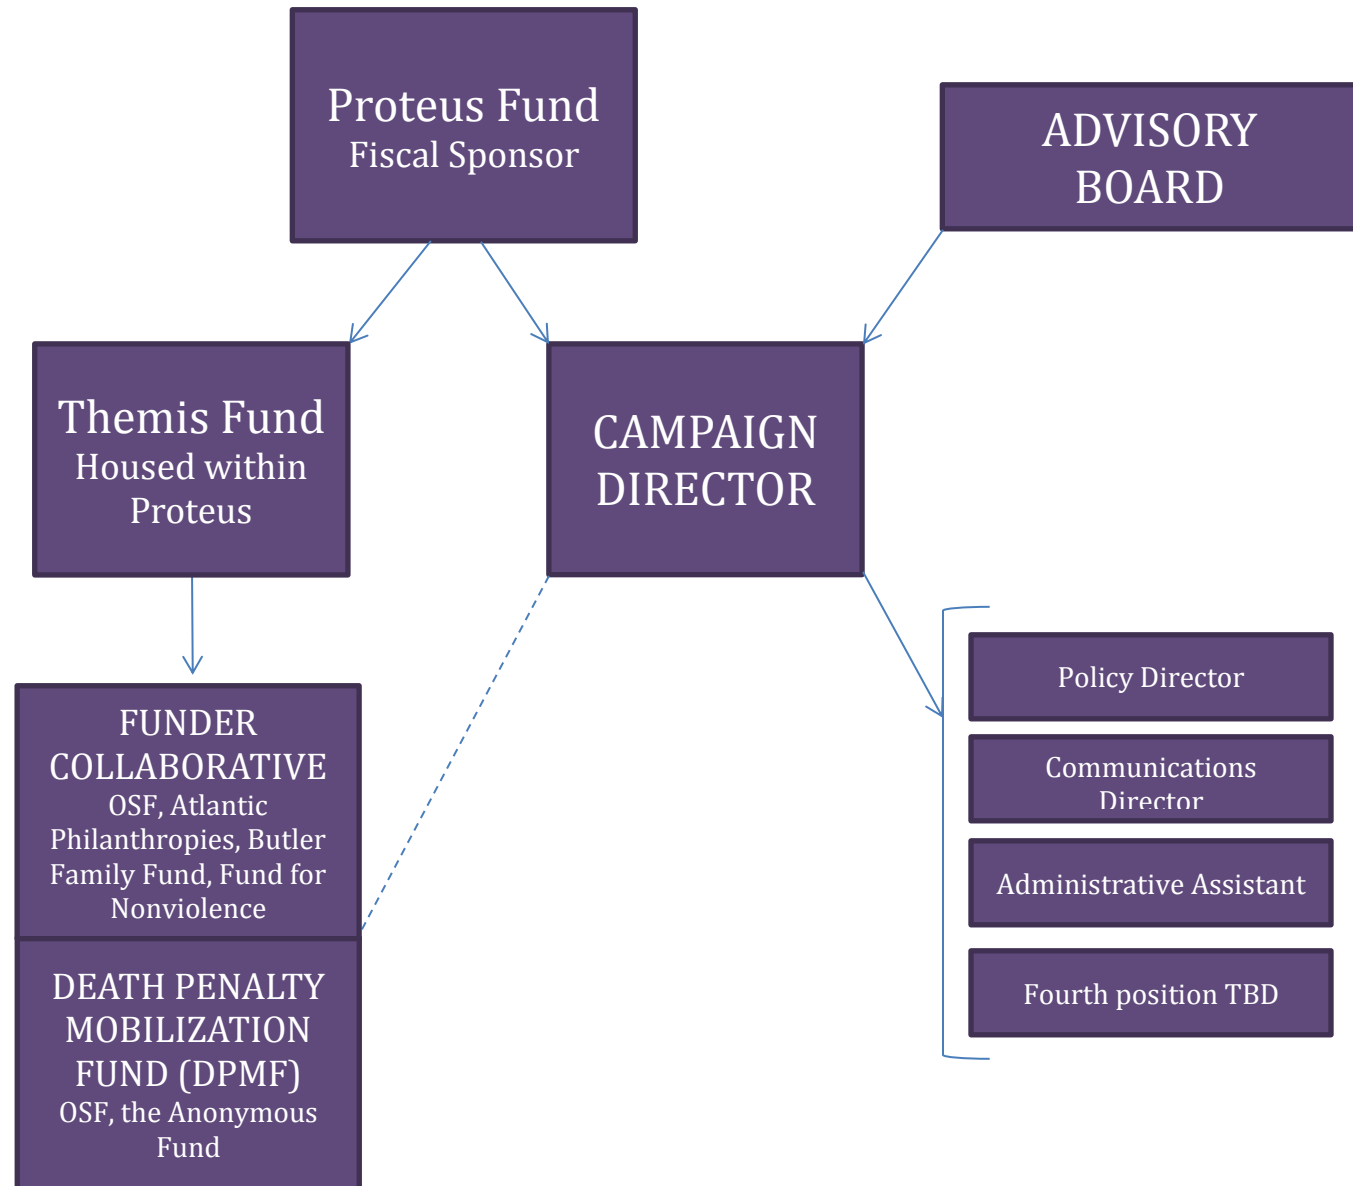 Proteus Fund
Fiscal Sponsor
ADVISORY
BOARD
Themis Fund
Housed within
Proteus
CAMPAIGN
DIRECTOR
FUNDER
COLLABORATIVE
OSF, Atlantic
Philanthropies, Butler
Family Fund, Fund for
Nonviolence
DEATH PENALTY
MOBILIZATION
FUND (DPMF)
OSF, the Anonymous
Fund
Policy Director
Communications
Director
Administrative Assistant
Fourth position TBD